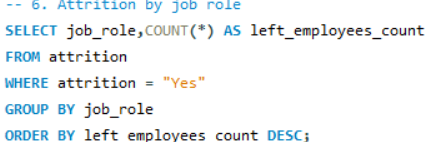 -- 6. Attrition by job role
SELECT job_role,COUNT(*) AS left_employees_count
FROM attrition
WHERE attrition = "Yes"
GROUP BY job_role
ORDER BY left_employees_count DESC;